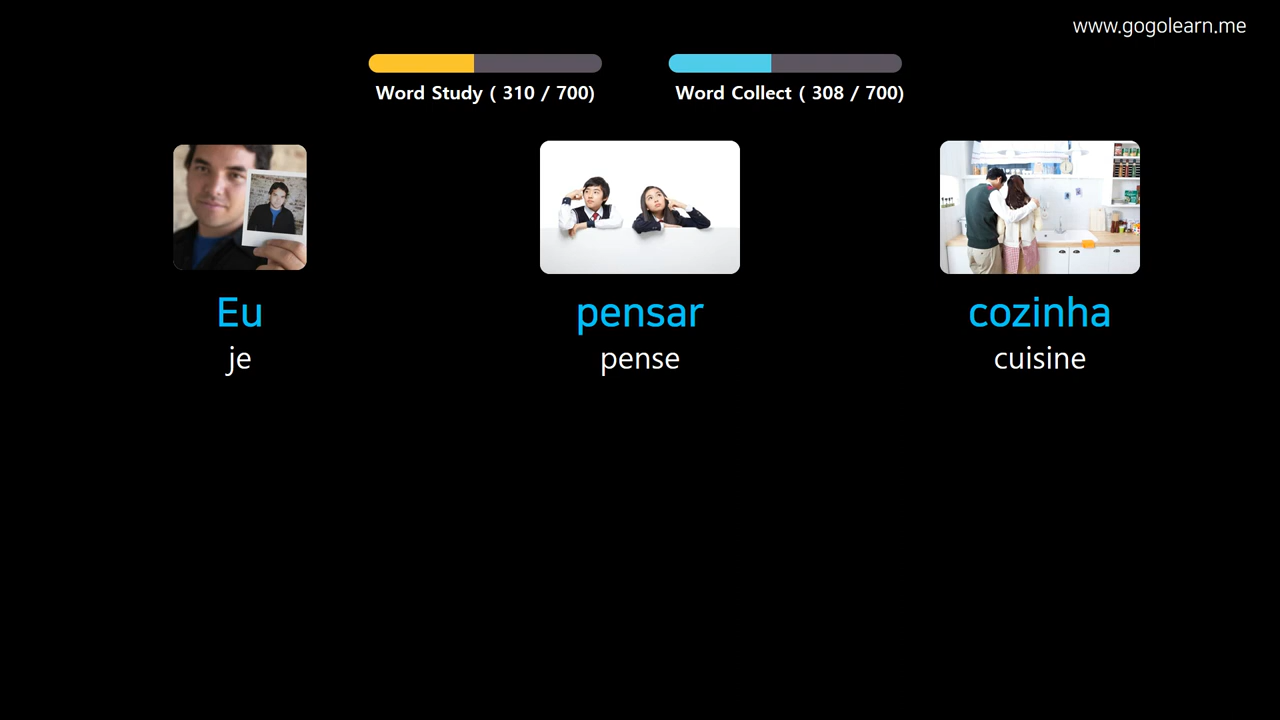 www.gogolearn.me
Word Study ( 310 / 700)
Word Collect ( 308 / 700)
Eu
pensar
cozinha
je
pense
cuisine